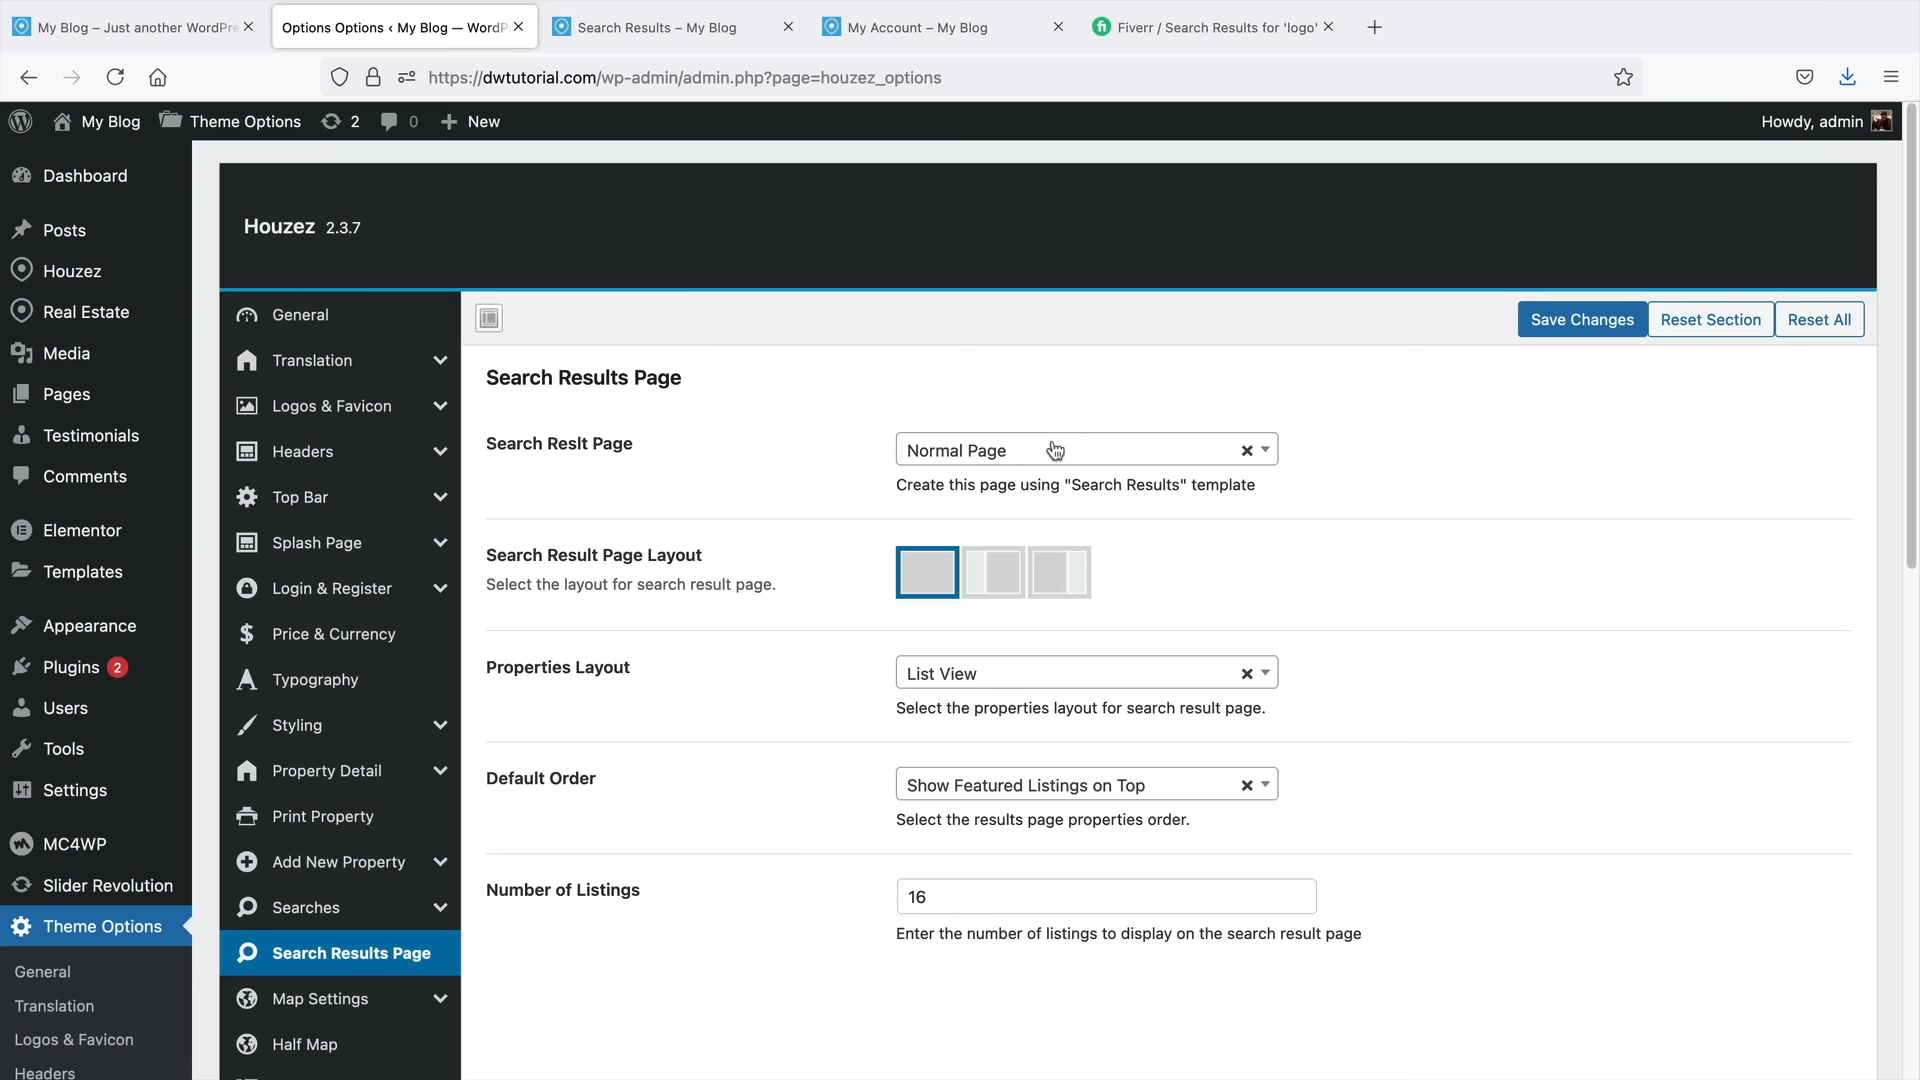 My Blog – Just another WordPre
Options Options ‹ My Blog — WordP
Search Results – My Blog
My Account – My Blog
Fiverr / Search Results for 'logo'
https://dwtutorial.com/wp-admin/admin.php?page=houzez_options
My Blog
Theme Options
2
0
New
Howdy, admin
Dashboard
Posts
Houzez
Real Estate
Media
Pages
Testimonials
Comments
Elementor
Templates
Appearance
Plugins 2
Users
Tools
Settings
MC4WP
Slider Revolution
Theme Options
General
Translation
Logos & Favicon
Headers
Houzez 2.3.7
General
Translation
Logos & Favicon
Headers
Top Bar
Splash Page
Login & Register
Price & Currency
Typography
Styling
Property Detail
Print Property
Add New Property
Searches
Search Results Page
Map Settings
Half Map
Save Changes
Reset Section
Reset All
Search Results Page
Search Reslt Page
Normal Page
Create this page using "Search Results" template
Search Result Page Layout
Select the layout for search result page.
Properties Layout
List View
Select the properties layout for search result page.
Default Order
Show Featured Listings on Top
Select the results page properties order.
Number of Listings
16
Enter the number of listings to display on the search result page